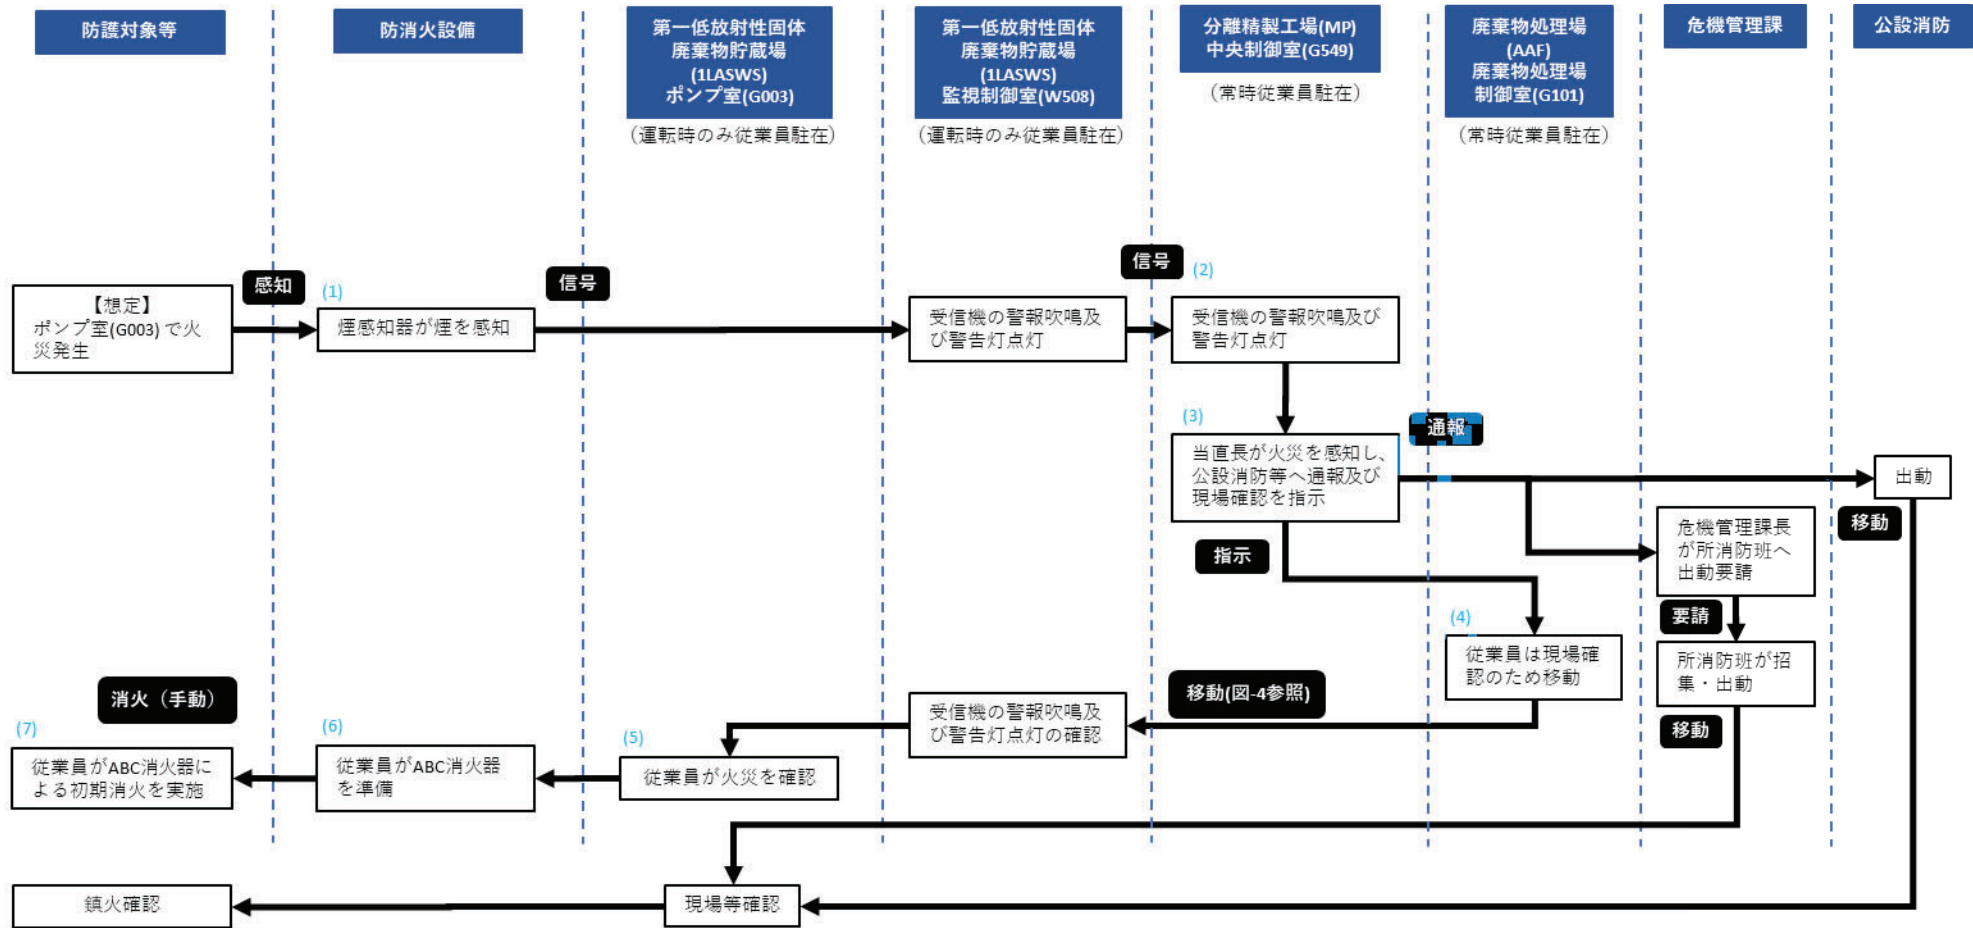 防護対象等
防消火設備
第一低放射性固体
廃棄物貯蔵場
(1LASWS)
ポンプ室(G003)
(運転時のみ従業員駐在)
第一低放射性固体
廃棄物貯蔵場
(1LASWS)
監視制御室(W508)
(運転時のみ従業員駐在)
分離精製工場(MP)
中央制御室(G549)
(常時従業員駐在)
廃棄物処理場
(AAF)
廃棄物処理場
制御室(G101)
(常時従業員駐在)
危機管理課
公設消防
【想定】
ポンプ室(G003)で火
災発生
感知
(1)
煙感知器が煙を感知
信号
受信機の警報吹鳴及
び警告灯点灯
信号
(2)
受信機の警報吹鳴及び
警告灯点灯
(3)
当直長が火災を感知し、
公設消防等へ通報及び
現場確認を指示
通報
出動
移動
危機管理課長
が所消防班へ
出動要請
指示
要請
(4)
従業員は現場確
認のため移動
所消防班が招
集・出動
移動
移動(図-4参照)
受信機の警報吹鳴及
び警告灯点灯の確認
(5)
従業員が火災を確認
(6)
従業員がABC消火器
を準備
消火（手動）
(7)
従業員がABC消火器に
よる初期消火を実施
現場等確認
鎮火確認